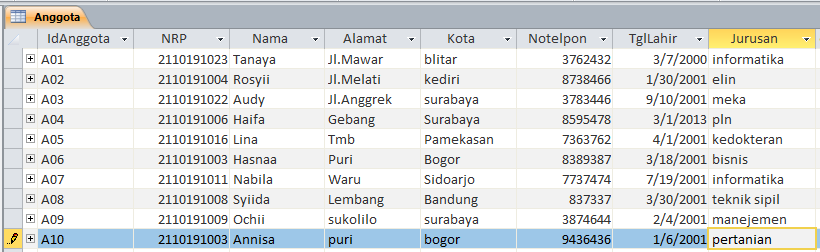 Anggota
IdAnggota NRP Nama Alamat Kota Notelpon TglLahir Jurusan
A01 2110191023 Tanaya Jl.Mawar blitar 3762432 3/7/2000 informatika
A02 2110191004 Rosyii Jl.Melati kediri 8738466 1/30/2001 elin
A03 2110191022 Audy Jl.Anggrek surabaya 3783446 9/10/2001 meka
A04 2110191006 Haifa Gebang Surabaya 8595478 3/1/2013 pln
A05 2110191016 Lina Tmb Pamekasan 7363762 4/1/2001 kedokteran
A06 2110191003 Hasnaa Puri Bogor 8389387 3/18/2001 bisnis
A07 2110191011 Nabila Waru Sidoarjo 7737474 7/19/2001 informatika
A08 2110191008 Syiida Lembang Bandung 837337 3/30/2001 teknik sipil
A09 2110191009 Ochii sukolilo surabaya 3874644 2/4/2001 manejemen
A10 2110191003 Annisa puri bogor 9436436 1/6/2001 pertanian